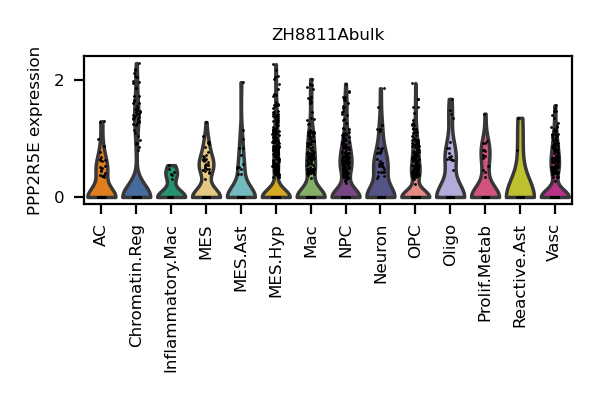 ZH8811Abulk
PPP2R5E expression
2
0
AC
Chromatin.Reg
Inflammatory.Mac
MES
MES.Ast
MES.Hyp
Mac
NPC
Neuron
OPC
Oligo
Prolif.Metab
Reactive.Ast
Vasc